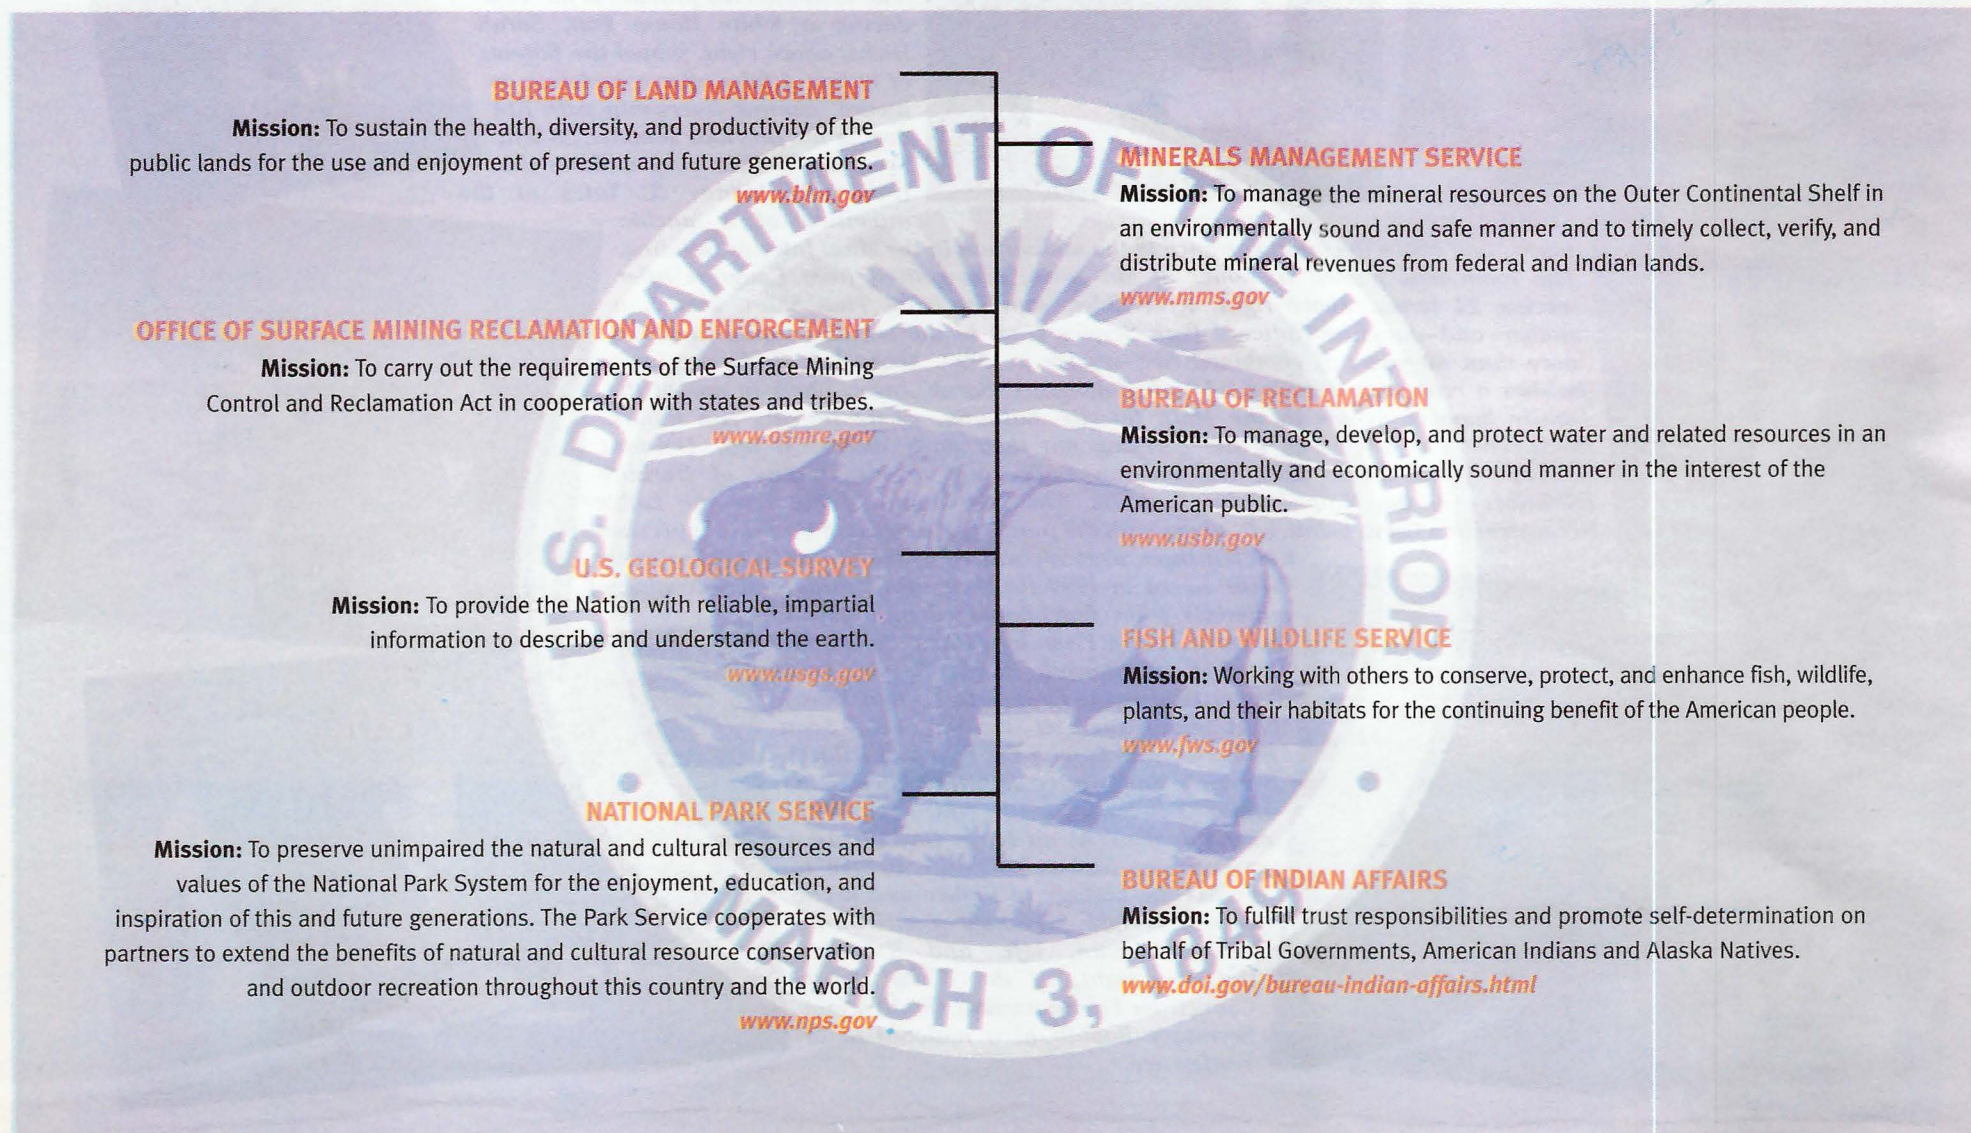 BUREAU OF LAND MANAGEMENT
Mission: To sustain the health, diversity, and productivity of the
public lands for the use and enjoyment of present and future generations.
www.blm.gov
MINERALS MANAGEMENT SERVICE
Mission: To manage the mineral resources on the Outer Continental Shelf in
an environmentally sound and safe manner and to timely collect, verify, and
distribute mineral revenues from federal and Indian lands.
www.mms.gov
OFFICE OF SURFACE MINING RECLAMATION AND ENFORCEMENT
Mission: To carry out the requirements of the Surface Mining
Control and Reclamation Act in cooperation with states and tribes.
www.osmre.gov
BUREAU OF RECLAMATION
Mission: To manage, develop, and protect water and related resources in an
environmentally and economically sound manner in the interest of the
American public.
www.usbr.gov
U.S. GEOLOGICAL SURVEY
Mission: To provide the Nation with reliable, impartial
information to describe and understand the earth.
www.usgs.gov
FISH AND WILDLIFE SERVICE
Mission: Working with others to conserve, protect, and enhance fish, wildlife,
plants, and their habitats for the continuing benefit of the American people.
www.fws.gov
NATIONAL PARK SERVICE
Mission: To preserve unimpaired the natural and cultural resources and
values of the National Park System for the enjoyment, education, and
inspiration of this and future generations. The Park Service cooperates with
partners to extend the benefits of natural and cultural resource conservation
and outdoor recreation throughout this country and the world.
www.nps.gov
BUREAU OF INDIAN AFFAIRS
Mission: To fulfill trust responsibilities and promote self-determination on
behalf of Tribal Governments, American Indians and Alaska Natives.
www.doi.gov/bureau-indian-affairs.html
U.S. DEPARTMENT OF THE INTERIOR
MARCH 3, 1849